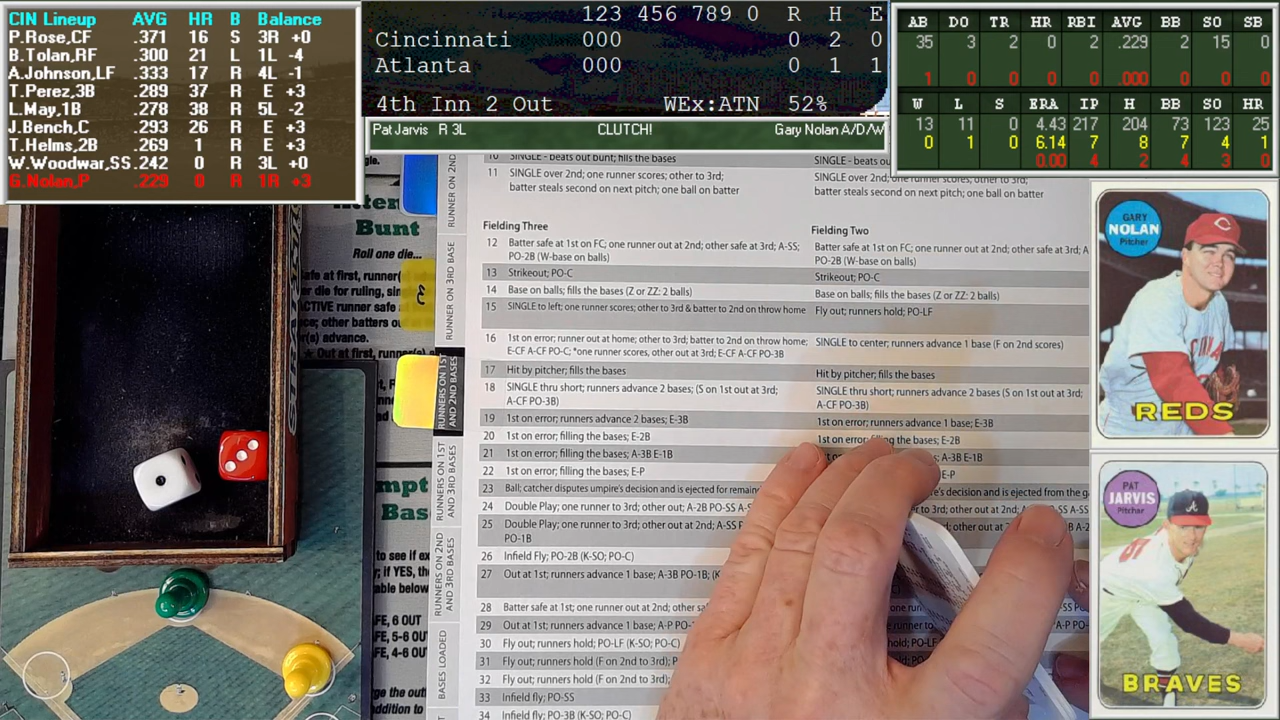 CIN Lineup AVG HR B Balance
P.Rose,CF .371 16 S 3R +0
B.Tolan,RF .300 21 L 1L -4
A.Johnson,LF .333 17 R 4L -1
T.Perez,3B .289 37 R E +3
L.May,1B .278 38 R 5L -2
J.Bench,C .293 26 R E +3
T.Helms,2B .269 1 R E +3
W.Woodwar,SS .242 0 R 3L +0
G.Nolan,P .229 0 R 1R +3
123 456 789 0 R H E
Cincinnati 000 0 2 0
Atlanta 000 0 1 1
4th Inn 2 Out WEx:ATN 52%
Pat Jarvis R 3L CLUTCH! Gary Nolan A/D/W
AB DO TR HR RBI AVG BB SO SB
35 3 2 0 2 .229 2 15 0
1 0 0 0 0 .000 0 0 0
W L S ERA IP H BB SO HR
13 11 0 4.43 217 204 73 123 25
0 1 0 6.14 7 8 7 4 1
0.00 4 2 4 3 0
Bunt
Roll one die...
RUNNER ON 3RD BASE
RUNNERS ON 1ST AND 2ND BASES
RUNNERS ON 1ST AND 3RD BASES
RUNNERS ON 2ND AND 3RD BASES
BASES LOADED
3
10 SINGLE - beats out bunt; fills the bases
11 SINGLE over 2nd; one runner scores; other to 3rd;
batter steals second on next pitch; one ball on batter
Fielding Three
12 Batter safe at 1st on FC; one runner out at 2nd; other safe at 3rd; A-SS;
PO-2B (W-base on balls)
13 Strikeout; PO-C
14 Base on balls; fills the bases (Z or ZZ: 2 balls)
15 SINGLE to left; one runner scores; other to 3rd & batter to 2nd on throw home
16 1st on error; runner out at home; other to 3rd; batter to 2nd on throw home;
E-CF A-CF PO-C; *one runner scores, other out at 3rd; E-CF A-CF PO-3B
17 Hit by pitcher; fills the bases
18 SINGLE thru short; runners advance 2 bases; (S on 1st out at 3rd;
A-CF PO-3B)
19 1st on error; runners advance 2 bases; E-3B
20 1st on error; filling the bases; E-2B
21 1st on error; filling the bases; A-3B E-1B
22 1st on error; filling the bases; E-P
23 Ball; catcher disputes umpire's decision and is ejected for
24 Double Play; one runner to 3rd; other out; A-2B PO-SS
25 Double Play; one runner to 3rd; other out at 2nd; A-SS
PO-1B
26 Infield Fly; PO-2B (K-SO; PO-C)
27 Out at 1st; runners advance 1 base; A-3B PO-1B;
28 Batter safe at 1st; one runner out at 2nd; other
29 Out at 1st; runners advance 1 base; A-P
30 Fly out; runners hold; PO-LF (K-SO; PO-C)
31 Fly out; runners hold (F on 2nd to 3rd);
32 Fly out; runners hold (F on 2nd to 3rd);
33 Infield fly; PO-SS
34 Infield fly; PO-3B (K-SO; PO-C)
SINGLE - beats
SINGLE over 2nd; one runner scores; other to 3rd;
batter steals second on next pitch; one ball on batter
Fielding Two
Batter safe at 1st on FC; one runner out at 2nd; other safe at 3rd; A
PO-2B (W-base on balls)
Strikeout; PO-C
Base on balls; fills the bases (Z or ZZ: 2 balls)
Fly out; runners hold; PO-LF
SINGLE to center; runners advance 1 base (F on 2nd scores)
Hit by pitcher; fills the bases
SINGLE thru short; runners advance 2 bases (S on 1st out at 3rd;
A-CF PO-3B)
1st on error; runners advance 1 base; E-3B
1st on error; filling the bases; E-2B
GARY
NOLAN
Pitcher
REDS
PAT
JARVIS
Pitcher
BRAVES